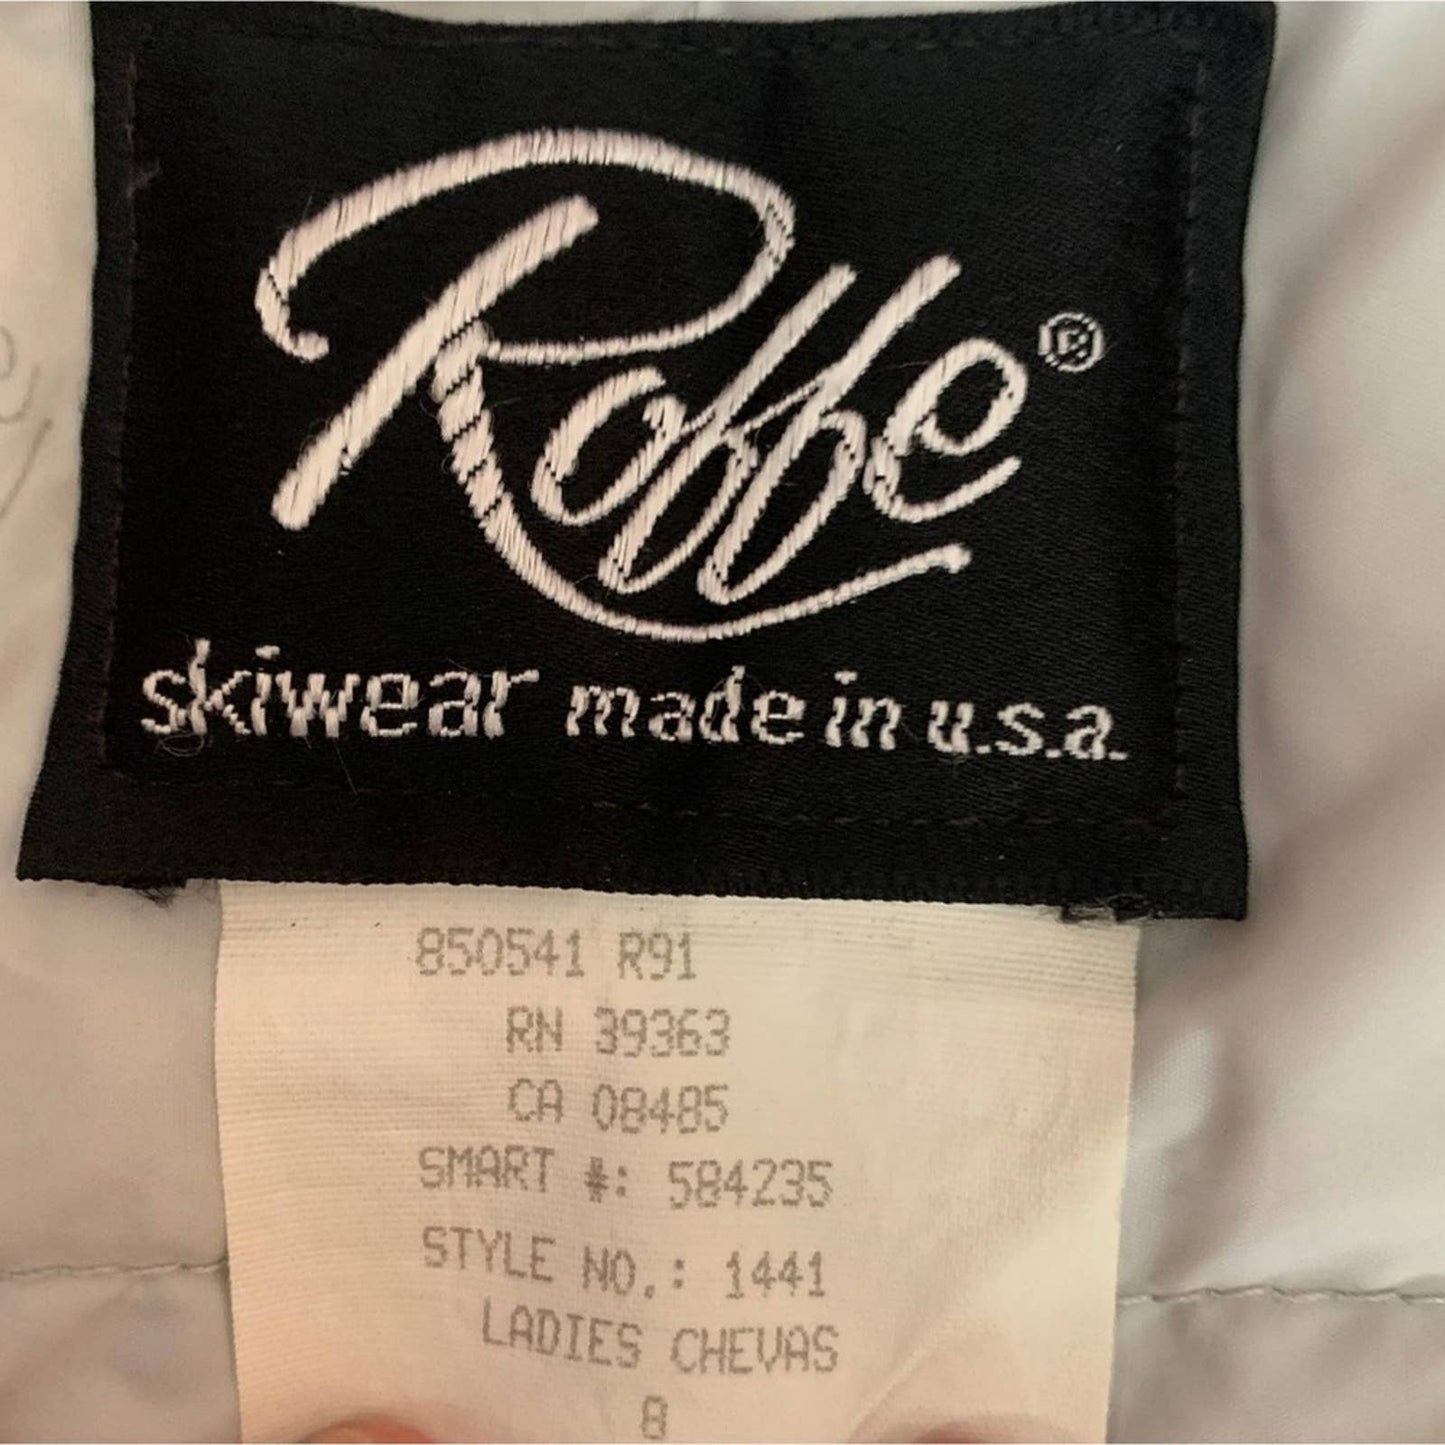 Roffe®
skiwear made in u.s.a.
850541 R91
RN 39363
CA 08485
SMART #: 584235
STYLE NO.: 1441
LADIES CHEVAS
8